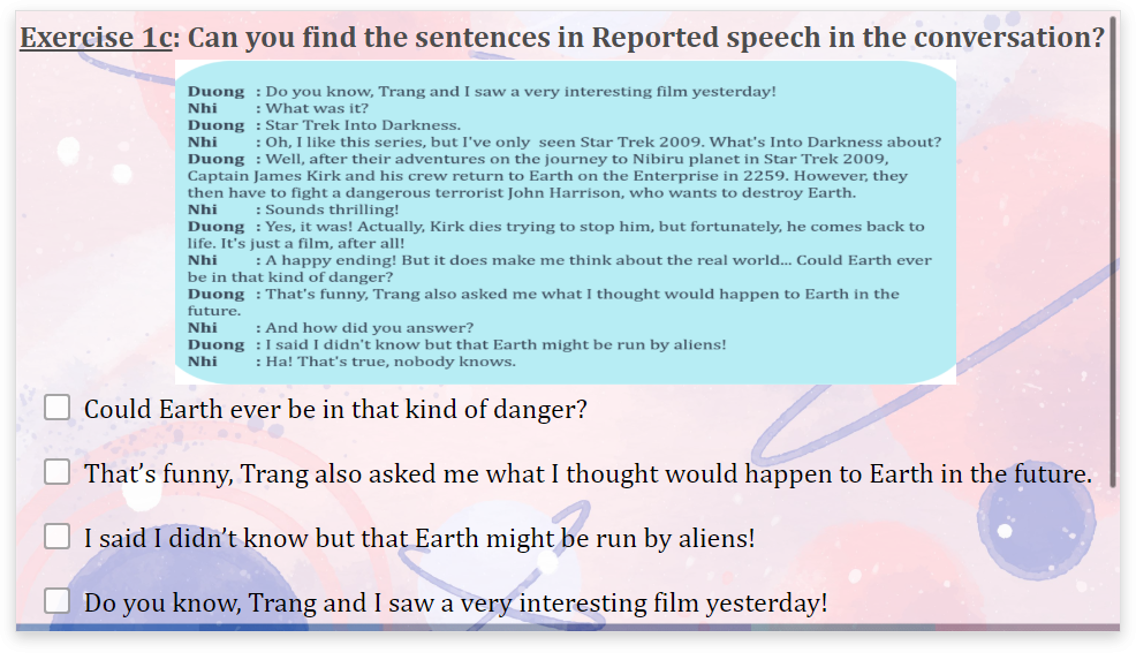 Exercise 1c: Can you find the sentences in Reported speech in the conversation?
Duong : Do you know, Trang and I saw a very interesting film yesterday!
Nhi : What was it?
Duong : Star Trek Into Darkness.
Nhi : Oh, I like this series, but I've only seen Star Trek 2009. What's Into Darkness about?
Duong : Well, after their adventures on the journey to Nibiru planet in Star Trek 2009,
Captain James Kirk and his crew return to Earth on the Enterprise in 2259. However, they
then have to fight a dangerous terrorist John Harrison, who wants to destroy Earth.
Nhi : Sounds thrilling!
Duong : Yes, it was! Actually, Kirk dies trying to stop him, but fortunately, he comes back to
life. It's just a film, after all!
Nhi : A happy ending! But it does make me think about the real world... Could Earth ever
be in that kind of danger?
Duong : That's funny, Trang also asked me what I thought would happen to Earth in the
future.
Nhi : And how did you answer?
Duong : I said I didn't know but that Earth might be run by aliens!
Nhi : Ha! That's true, nobody knows.
Could Earth ever be in that kind of danger?
That's funny, Trang also asked me what I thought would happen to Earth in the future.
I said I didn't know but that Earth might be run by aliens!
Do you know, Trang and I saw a very interesting film yesterday!